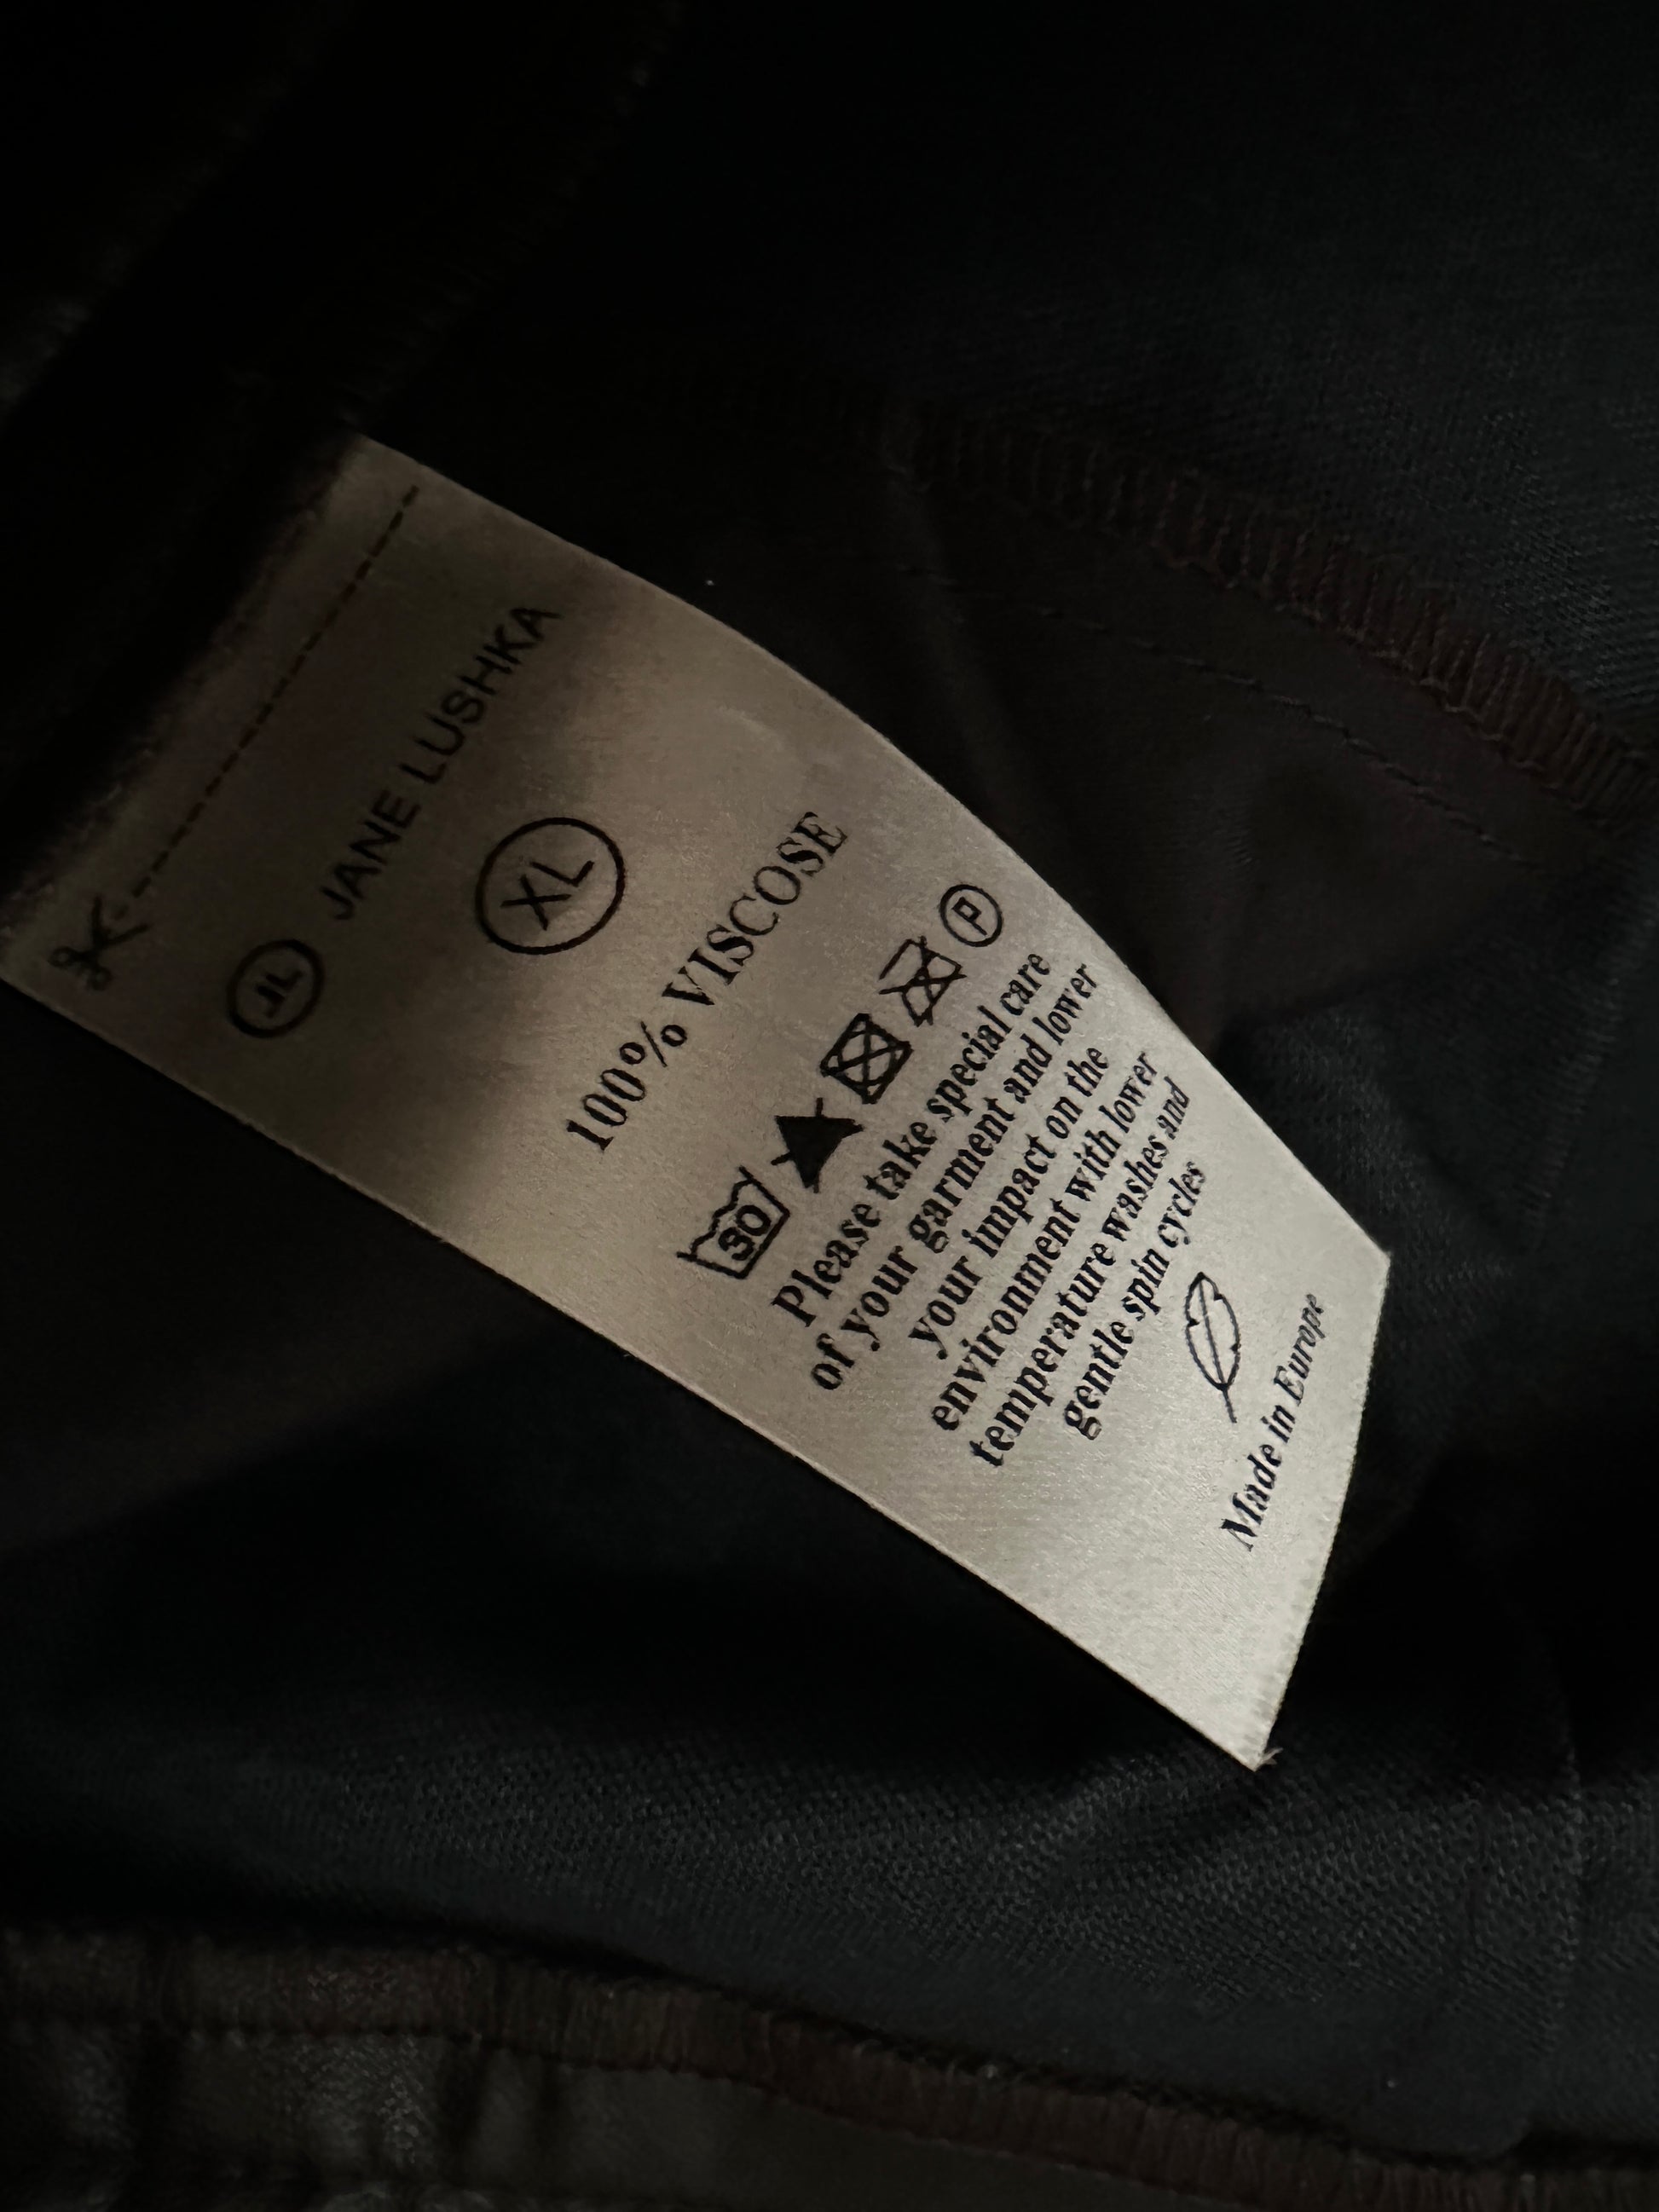 JL JANE LUSHKA
XL
100% VISCOSE
30 P
Please take special care
of your garment and lower
your impact on the
environment with lower
temperature washes and
gentle spin cycles
Made in Europe